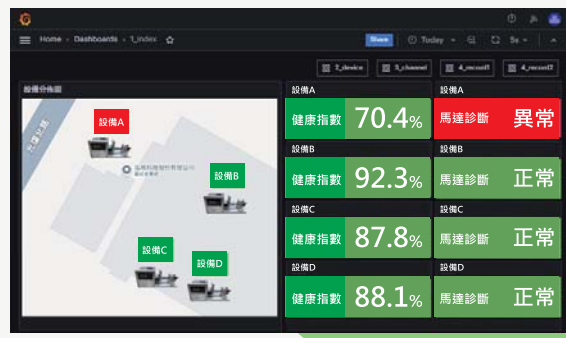 Home › Dashboards › 1_index
Share
Today
5s
2_device
3_channel
4_record1
4_record2
設備分佈圖
設備A
設備B
設備C
設備D
設備A
健康指數 70.4%
設備A
馬達診斷 異常
設備B
健康指數 92.3%
設備B
馬達診斷 正常
設備C
健康指數 87.8%
設備C
馬達診斷 正常
設備D
健康指數 88.1%
設備D
馬達診斷 正常